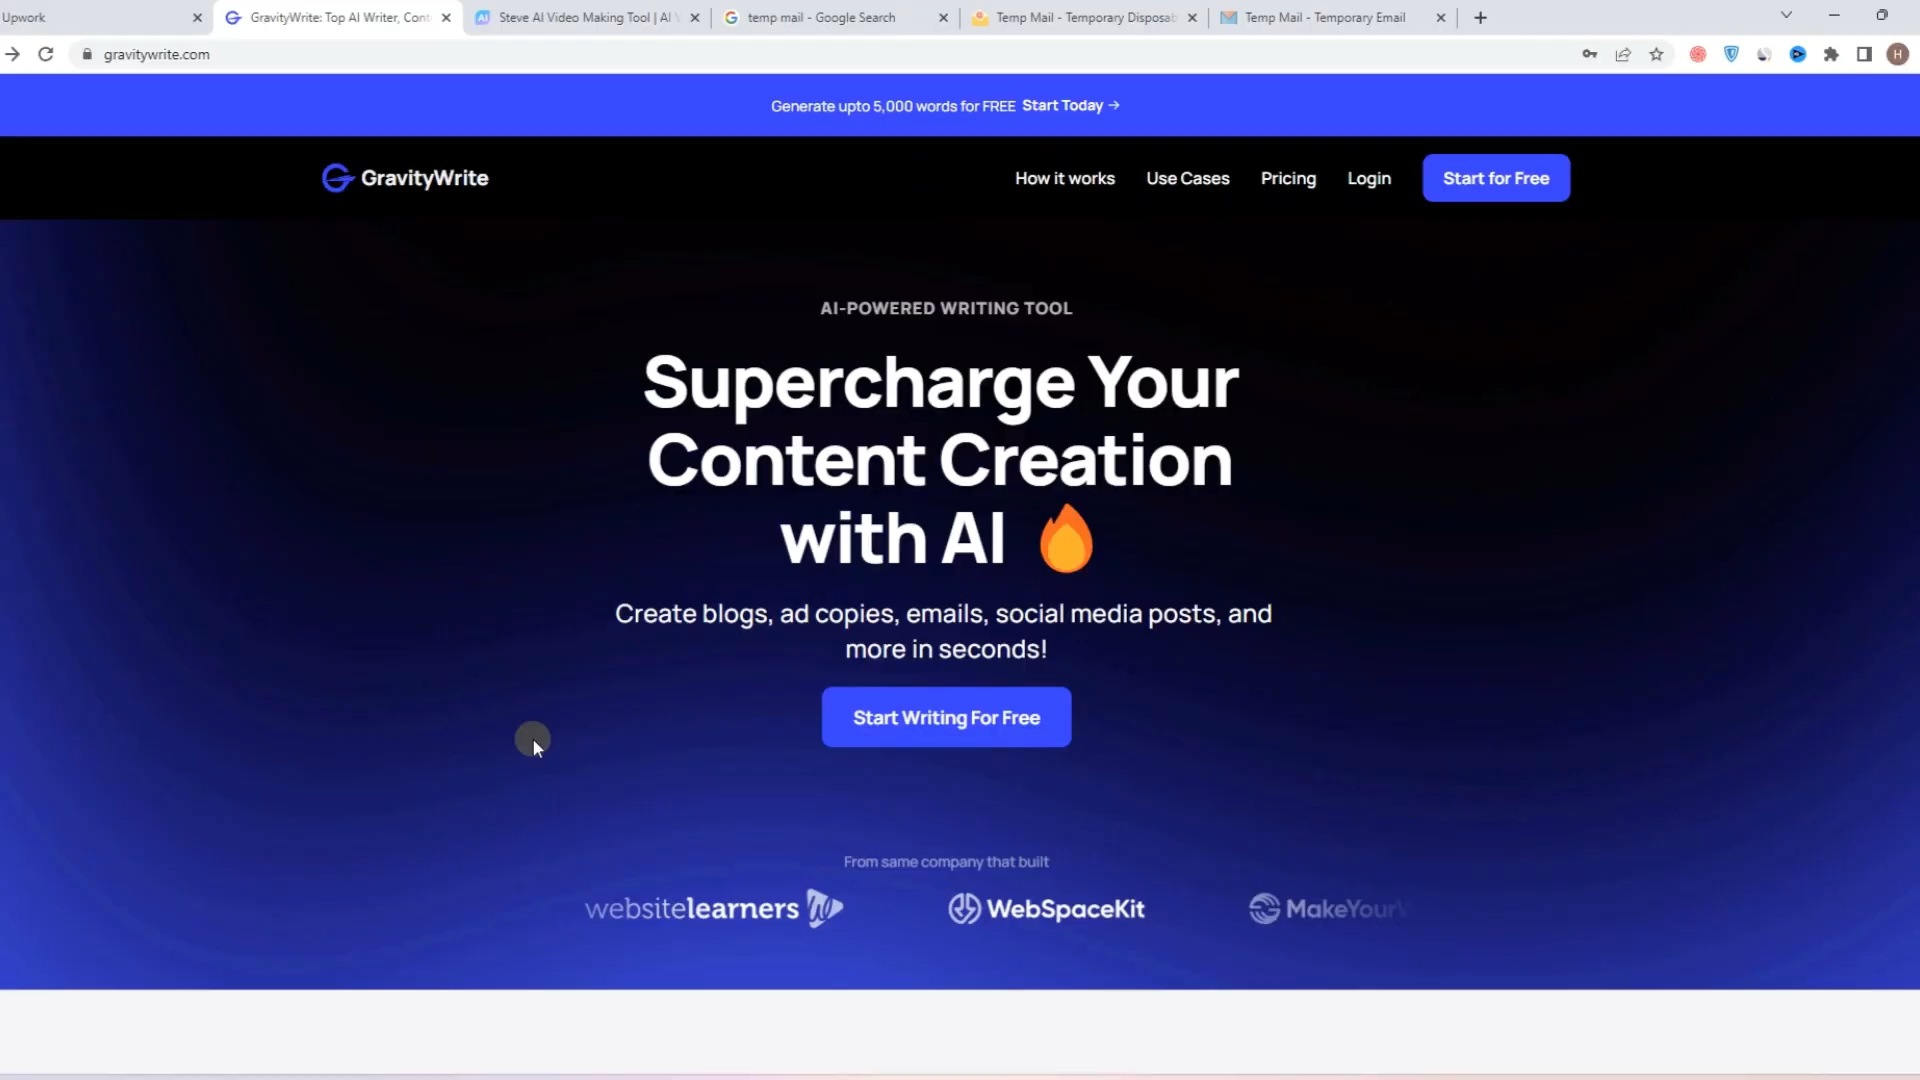 Upwork
GravityWrite: Top AI Writer, Cont
Steve AI Video Making Tool | AI V
temp mail - Google Search
Temp Mail - Temporary Disposab
Temp Mail - Temporary Email
gravitywrite.com
H
Generate upto 5,000 words for FREE Start Today →
GravityWrite
How it works
Use Cases
Pricing
Login
Start for Free
AI-POWERED WRITING TOOL
Supercharge Your
Content Creation
with AI
Create blogs, ad copies, emails, social media posts, and
more in seconds!
Start Writing For Free
From same company that built
websitelearners
WebSpaceKit
MakeYourW